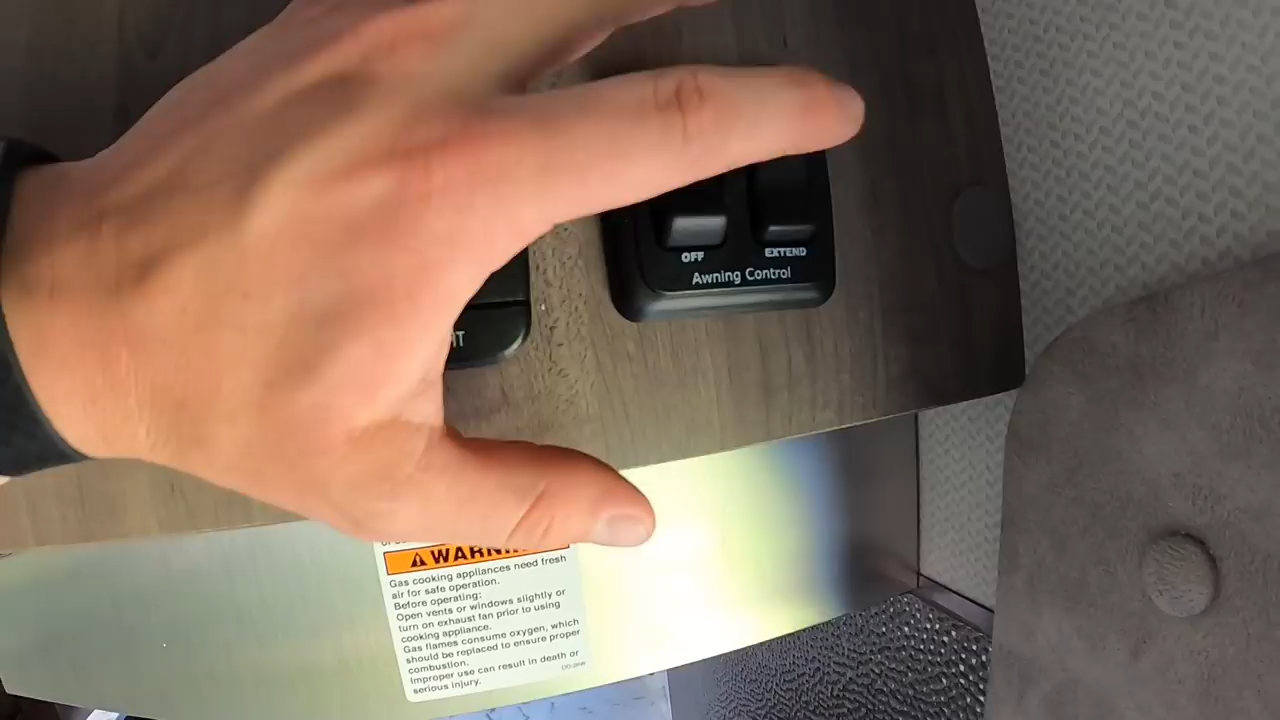 OFF
EXTEND
Awning Control
Gas cooking appliances need fresh
air for safe operation.
Before operating:
Open vents or windows slightly or
turn on exhaust fan prior to using
cooking appliance.
Gas flames consume oxygen, which
should be replaced to ensure proper
combustion.
Improper use can result in death or
serious injury.